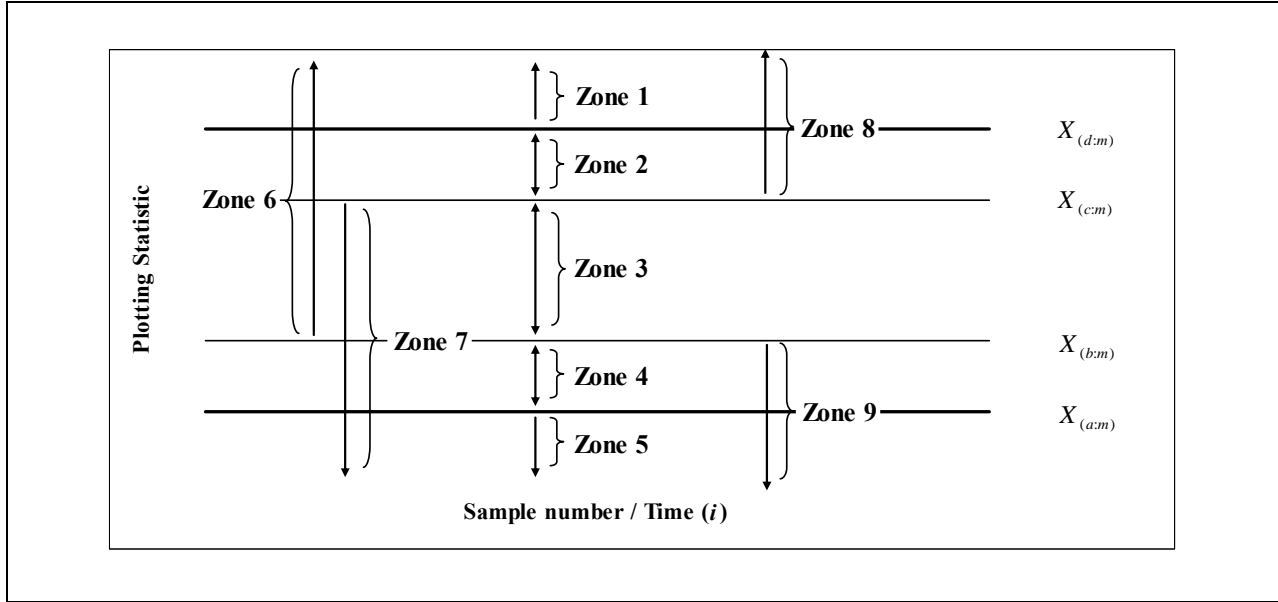 Zone 1
Zone 8
X(d:m)
Zone 2
Zone 6
X(c:m)
Plotting Statistic
Zone 3
Zone 7
X(b:m)
Zone 4
Zone 9
X(a:m)
Zone 5
Sample number / Time (i)